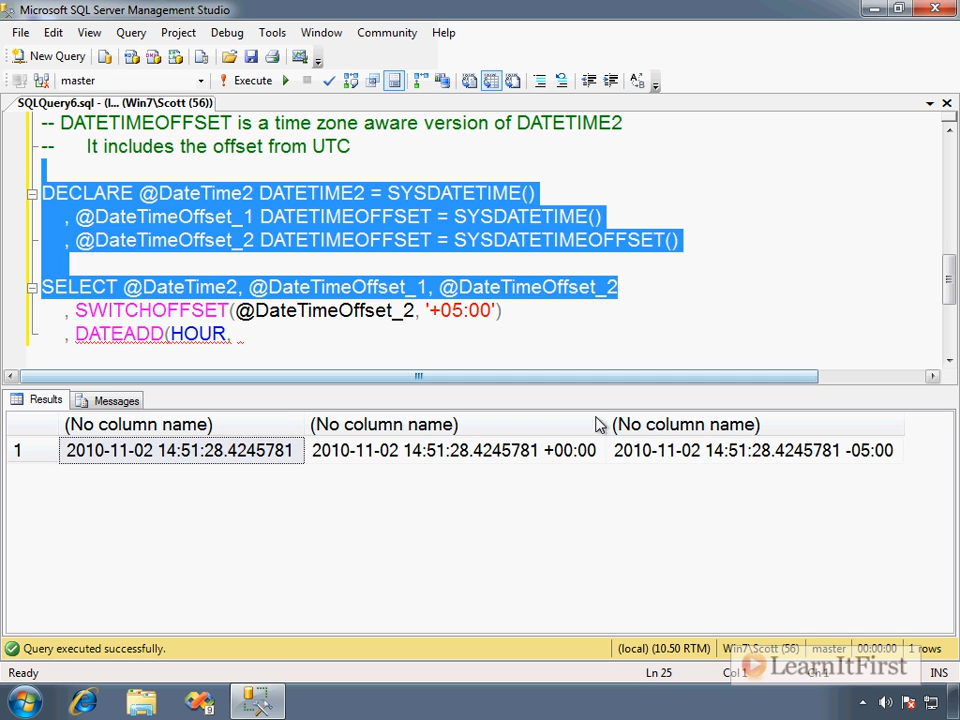 Microsoft SQL Server Management Studio
File Edit View Query Project Debug Tools Window Community Help
New Query
master Execute
SQLQuery6.sql - (l... (Win7\Scott (56))
-- DATETIMEOFFSET is a time zone aware version of DATETIME2
-- It includes the offset from UTC
DECLARE @DateTime2 DATETIME2 = SYSDATETIME()
, @DateTimeOffset_1 DATETIMEOFFSET = SYSDATETIME()
, @DateTimeOffset_2 DATETIMEOFFSET = SYSDATETIMEOFFSET()
SELECT @DateTime2, @DateTimeOffset_1, @DateTimeOffset_2
, SWITCHOFFSET(@DateTimeOffset_2, '+05:00')
, DATEADD(HOUR,
Results Messages
(No column name) (No column name) (No column name)
1 2010-11-02 14:51:28.4245781 2010-11-02 14:51:28.4245781 +00:00 2010-11-02 14:51:28.4245781 -05:00
Query executed successfully. (local) (10.50 RTM) Win7\Scott (56) master 00:00:00 1 rows
Ready Ln 25 Col 1 Ch 1 INS
LearnItFirst